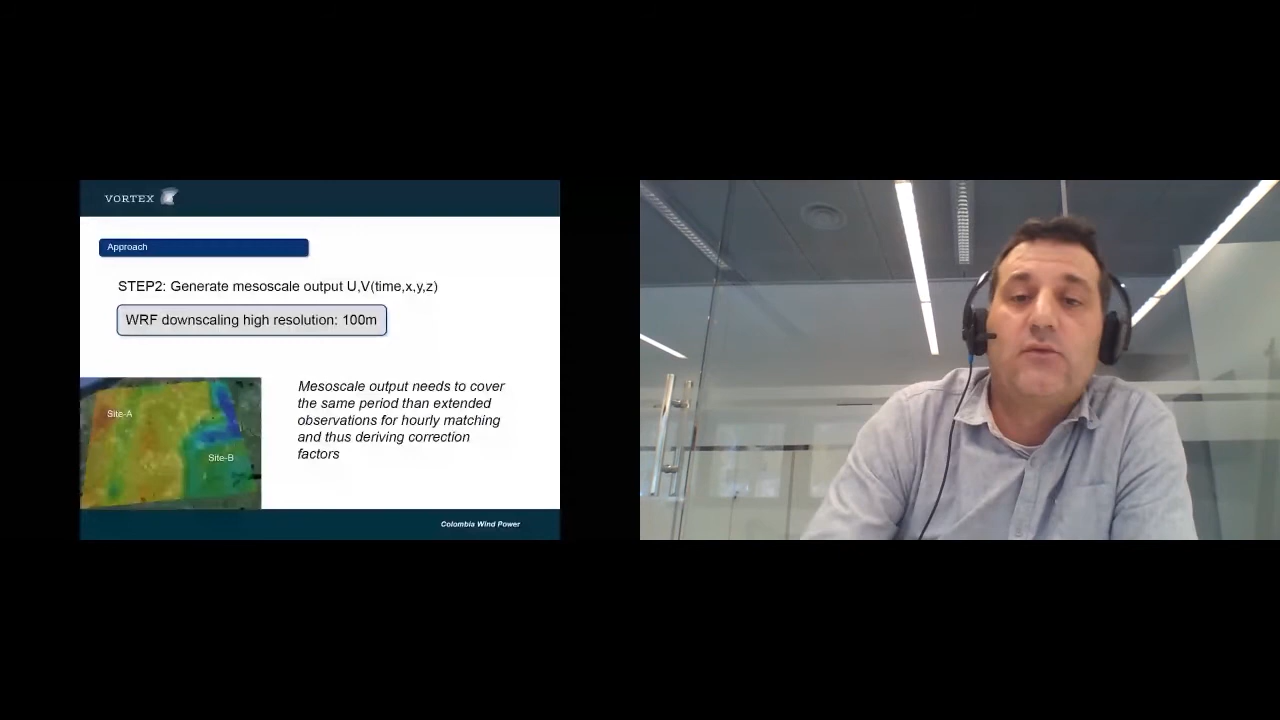 VORTEX
Approach
STEP2: Generate mesoscale output U,V(time,x,y,z)
WRF downscaling high resolution: 100m
Site-A
Site-B
Mesoscale output needs to cover
the same period than extended
observations for hourly matching
and thus deriving correction
factors
Colombia Wind Power